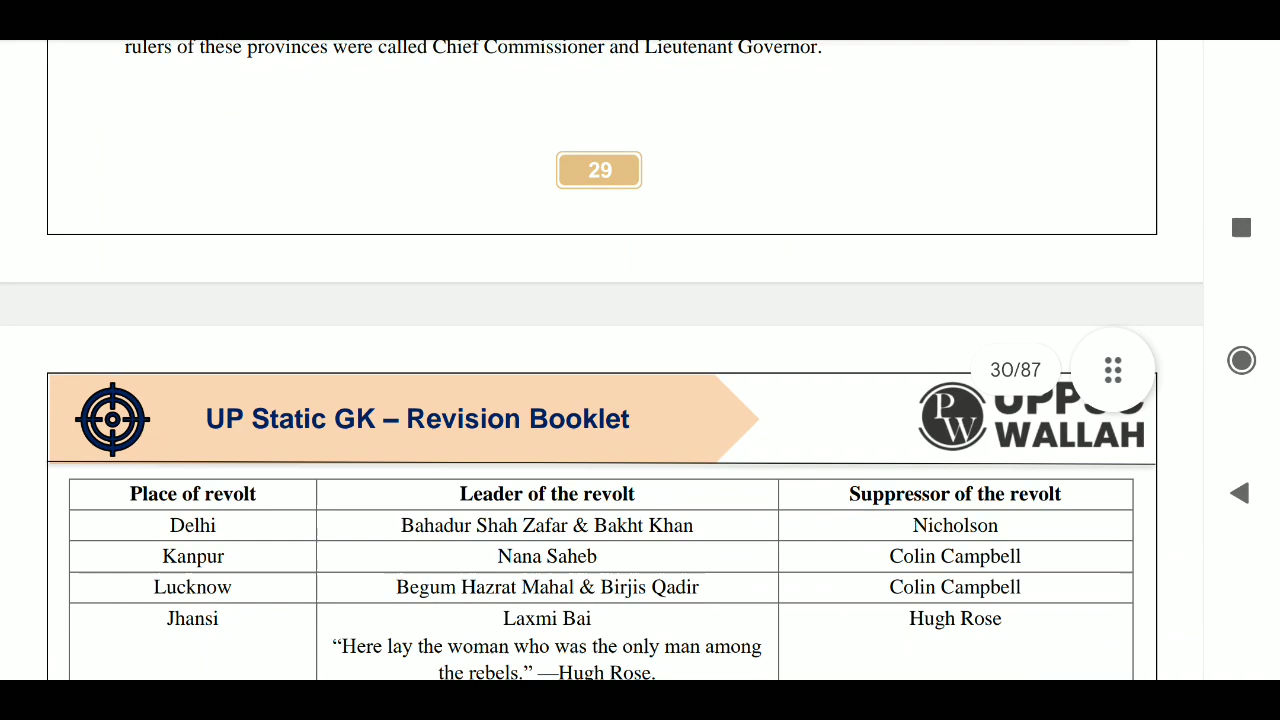 rulers of these provinces were called Chief Commissioner and Lieutenant Governor.
29
30/87
UP Static GK – Revision Booklet
PW
WALLAH
Place of revolt Leader of the revolt Suppressor of the revolt
Delhi Bahadur Shah Zafar & Bakht Khan Nicholson
Kanpur Nana Saheb Colin Campbell
Lucknow Begum Hazrat Mahal & Birjis Qadir Colin Campbell
Jhansi Laxmi Bai Hugh Rose
“Here lay the woman who was the only man among
the rebels.” —Hugh Rose.